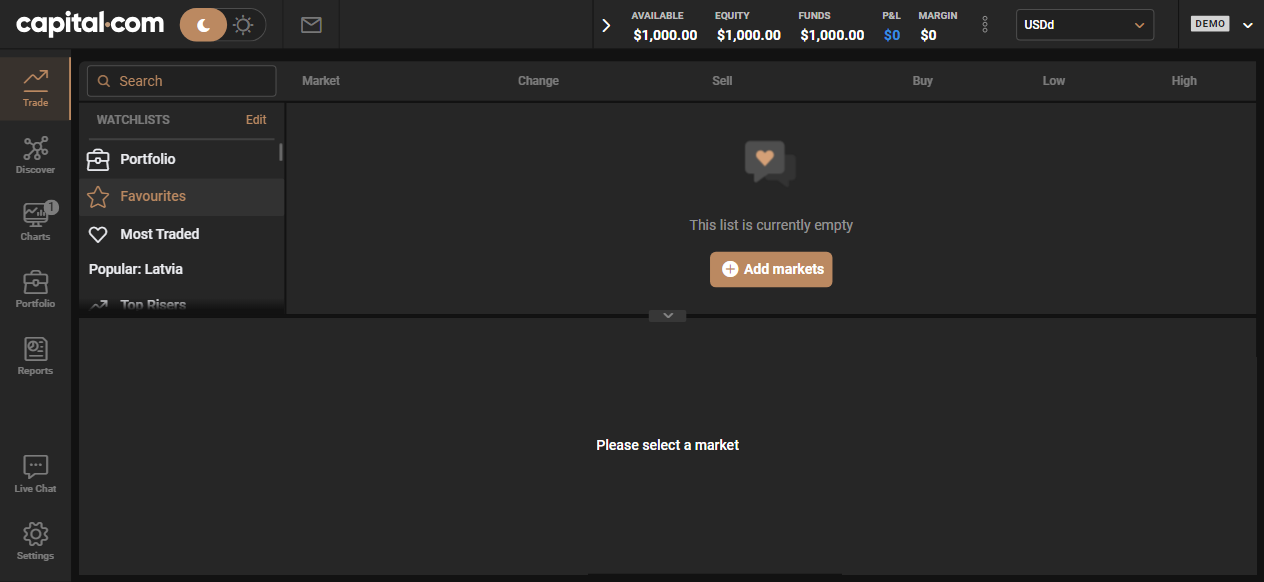 capital.com
AVAILABLE EQUITY FUNDS P&L MARGIN
$1,000.00 $1,000.00 $1,000.00 $0 $0
USDd
DEMO
Trade
Discover
1
Charts
Portfolio
Reports
Live Chat
Settings
Search
Market Change Sell Buy Low High
WATCHLISTS Edit
Portfolio
Favourites
Most Traded
Popular: Latvia
Top Risers
This list is currently empty
Add markets
Please select a market